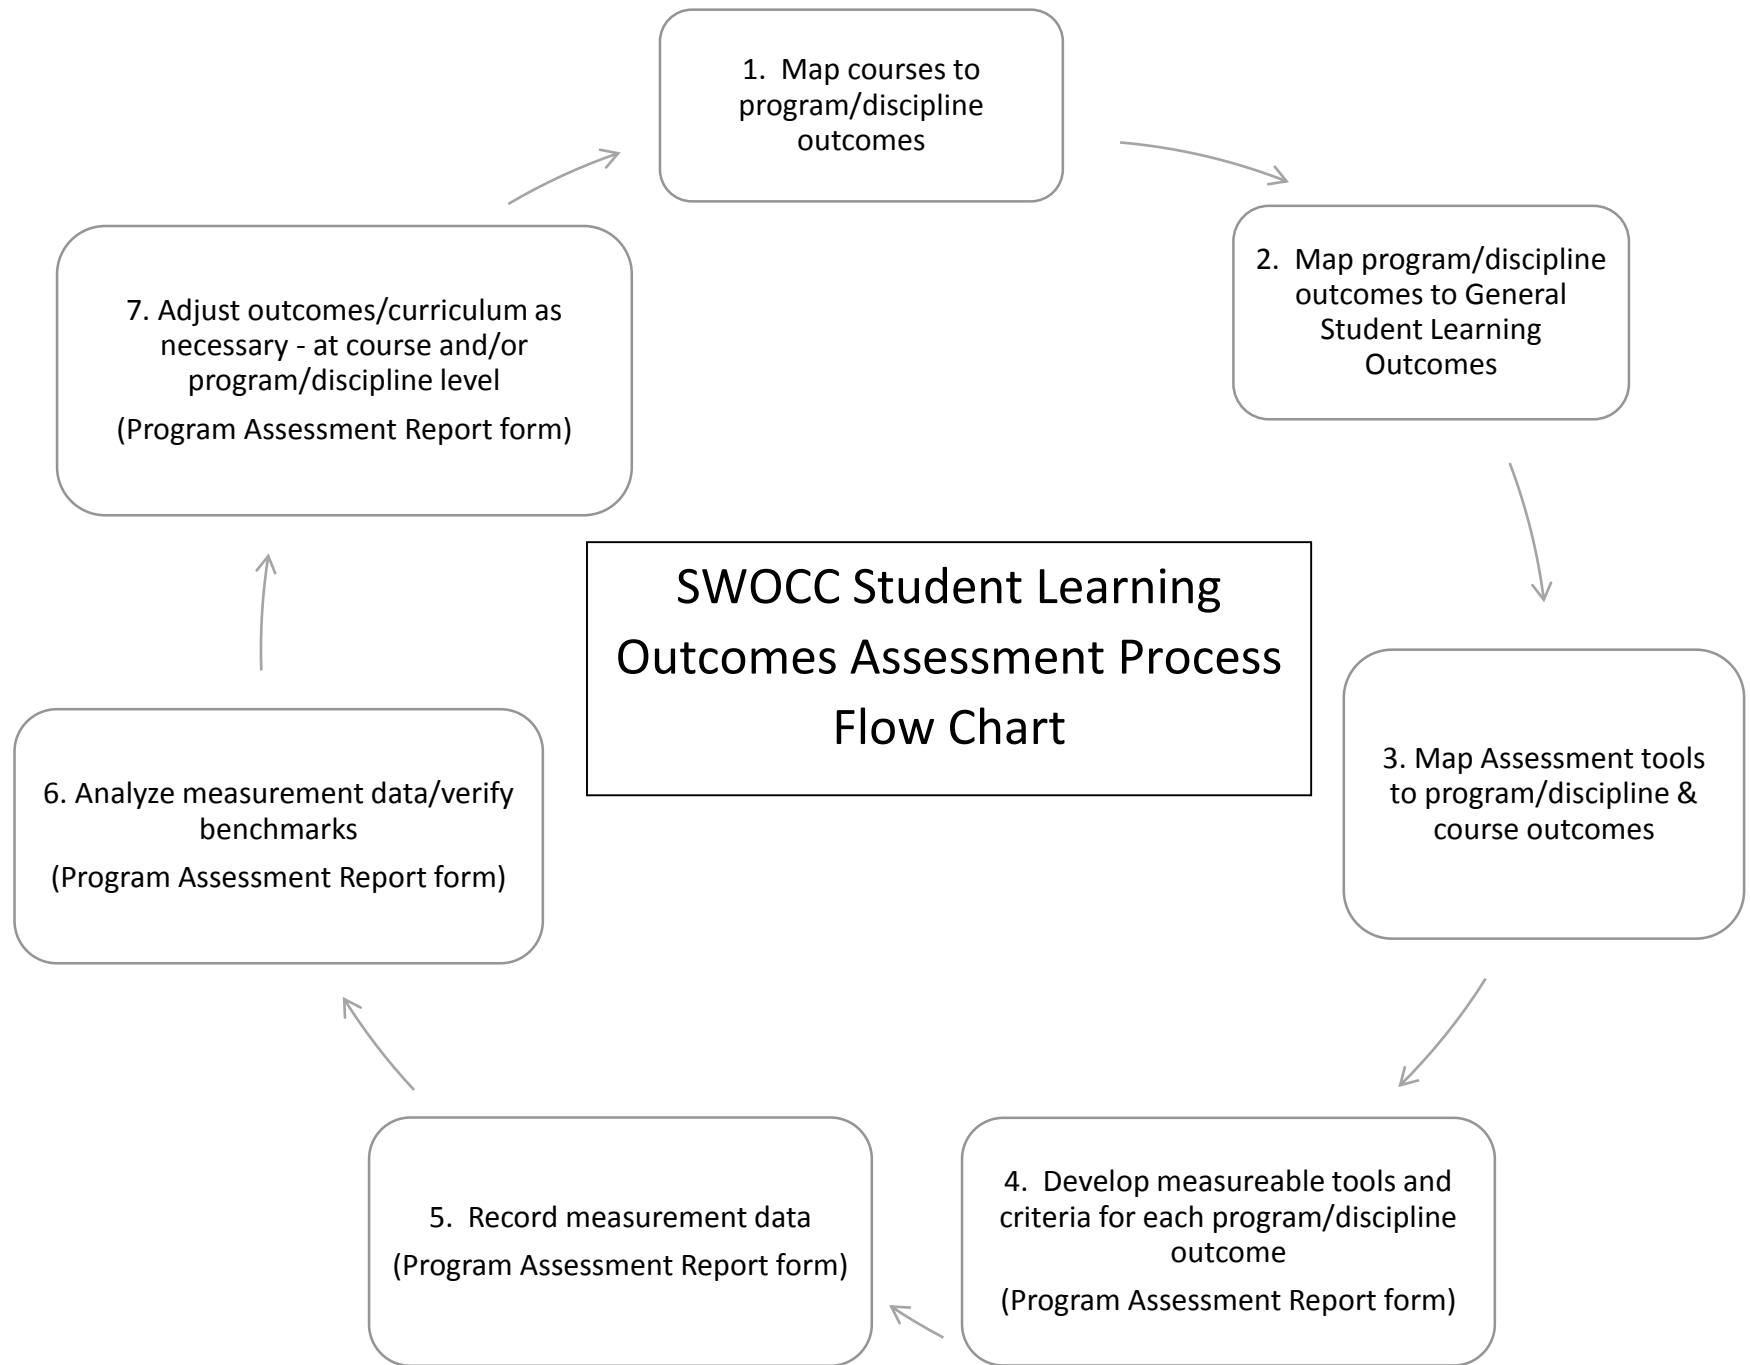 1. Map courses to
program/discipline
outcomes
2. Map program/discipline
outcomes to General
Student Learning
Outcomes
3. Map Assessment tools
to program/discipline &
course outcomes
4. Develop measureable tools and
criteria for each program/discipline
outcome
(Program Assessment Report form)
5. Record measurement data
(Program Assessment Report form)
6. Analyze measurement data/verify
benchmarks
(Program Assessment Report form)
7. Adjust outcomes/curriculum as
necessary - at course and/or
program/discipline level
(Program Assessment Report form)
SWOCC Student Learning
Outcomes Assessment Process
Flow Chart